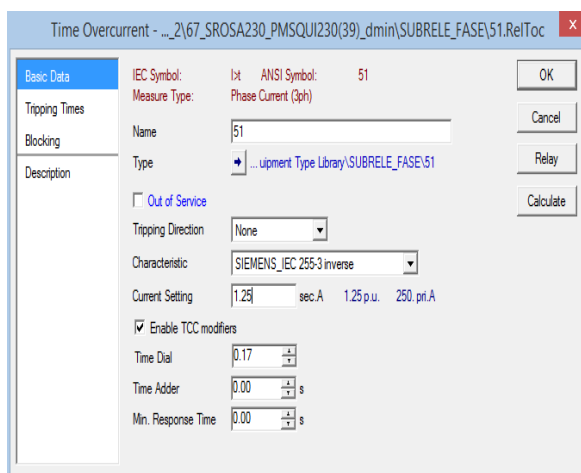 Time Overcurrent - ..._2\67_SROSA230_PMSQUI230(39)_dmin\SUBRELE_FASE\51.RelToc x
Basic Data
Tripping Times
Blocking
Description
IEC Symbol: I>t ANSI Symbol: 51
Measure Type: Phase Current (3ph)
Name 51
Type ... uipment Type Library\SUBRELE_FASE\51
Out of Service
Tripping Direction None
Characteristic SIEMENS_IEC 255-3 inverse
Current Setting 1.25 sec.A 1.25 p.u. 250. pri.A
Enable TCC modifiers
Time Dial 0.17
Time Adder 0.00 s
Min. Response Time 0.00 s
OK
Cancel
Relay
Calculate